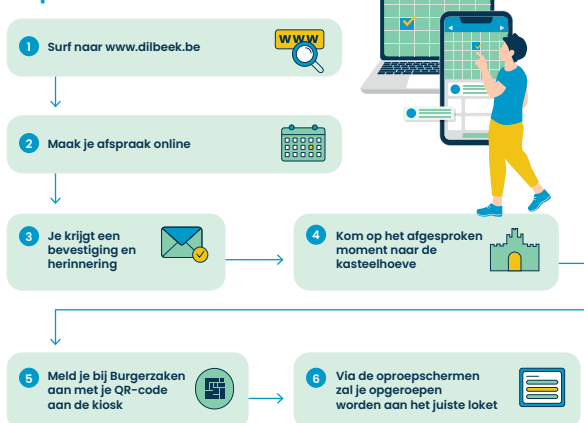 1 Surf naar www.dilbeek.be
WWW
2 Maak je afspraak online
3 Je krijgt een
bevestiging en
herinnering
4 Kom op het afgesproken
moment naar de
kasteelhoeve
5 Meld je bij Burgerzaken
aan met je QR-code
aan de kiosk
6 Via de oproepschermen
zal je opgeroepen
worden aan het juiste loket